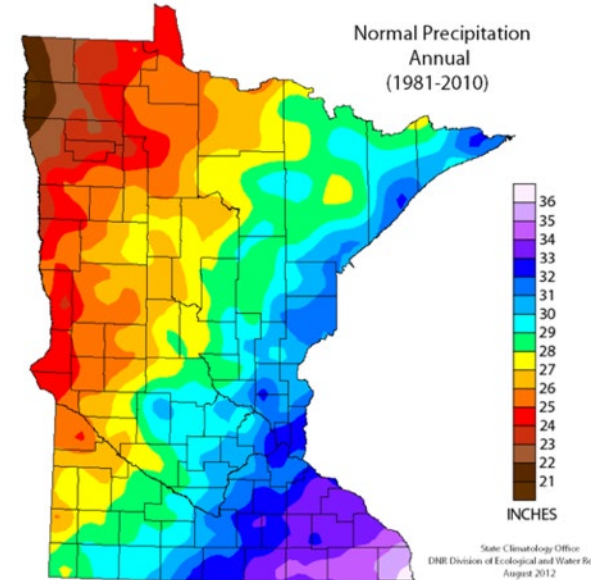 Normal Precipitation
Annual
(1981-2010)
36
35
34
33
32
31
30
29
28
27
26
25
24
23
22
21
INCHES
State Climatology Office
DNR Division of Ecological and Water Re
August 2012